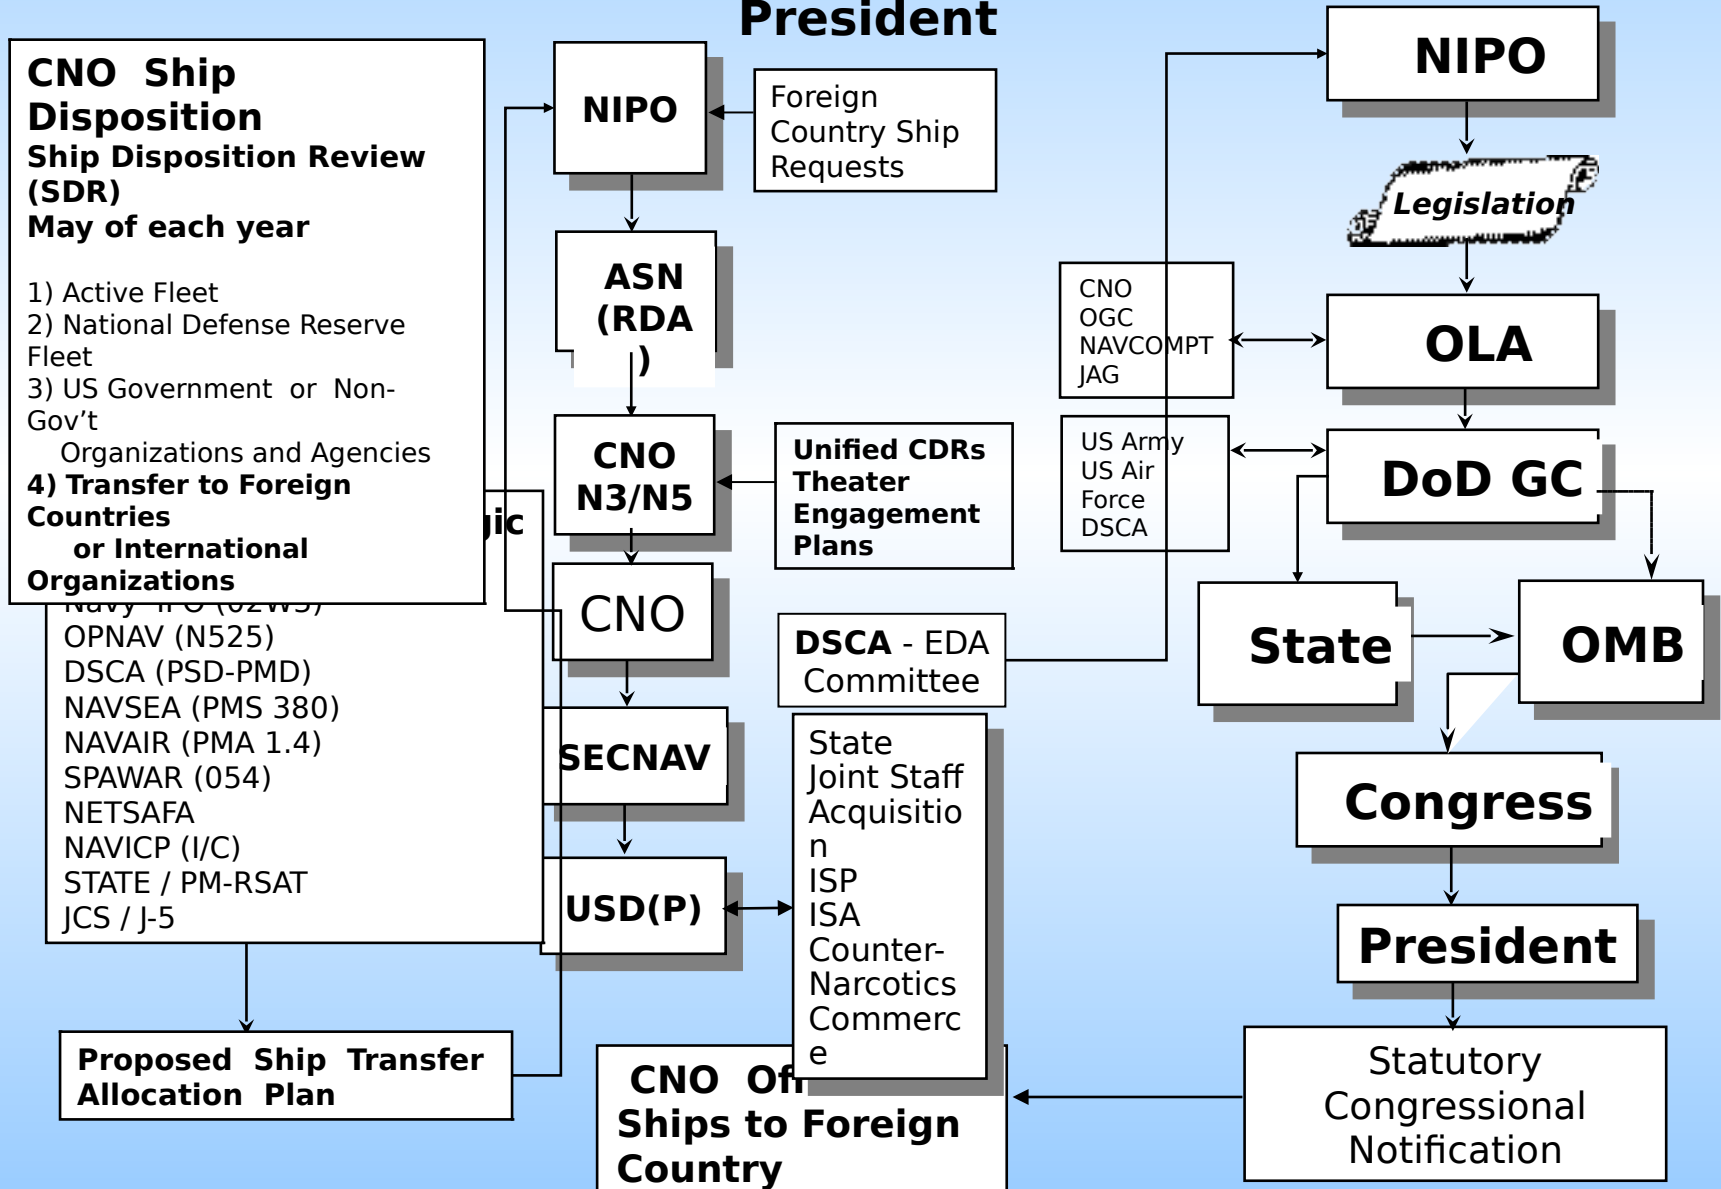 President
CNO Ship
Disposition
Ship Disposition Review
(SDR)
May of each year
1) Active Fleet
2) National Defense Reserve
Fleet
3) US Government or Non-
Gov’t
Organizations and Agencies
4) Transfer to Foreign
Countries
or International
Organizations
OPNAV (N525)
DSCA (PSD-PMD)
NAVSEA (PMS 380)
NAVAIR (PMA 1.4)
SPAWAR (054)
NETSAFA
NAVICP (I/C)
STATE / PM-RSAT
JCS / J-5
Proposed Ship Transfer
Allocation Plan
NIPO
Foreign
Country Ship
Requests
ASN
(RDA
)
CNO
N3/N5
Unified CDRs
Theater
Engagement
Plans
CNO
SECNAV
USD(P)
DSCA - EDA
Committee
State
Joint Staff
Acquisitio
n
ISP
ISA
Counter-
Narcotics
Commerc
e
CNO
Ships to Foreign
Country
NIPO
Legislation
CNO
OGC
NAVCOMPT
JAG
OLA
US Army
US Air
Force
DSCA
DoD GC
State
OMB
Congress
President
Statutory
Congressional
Notification